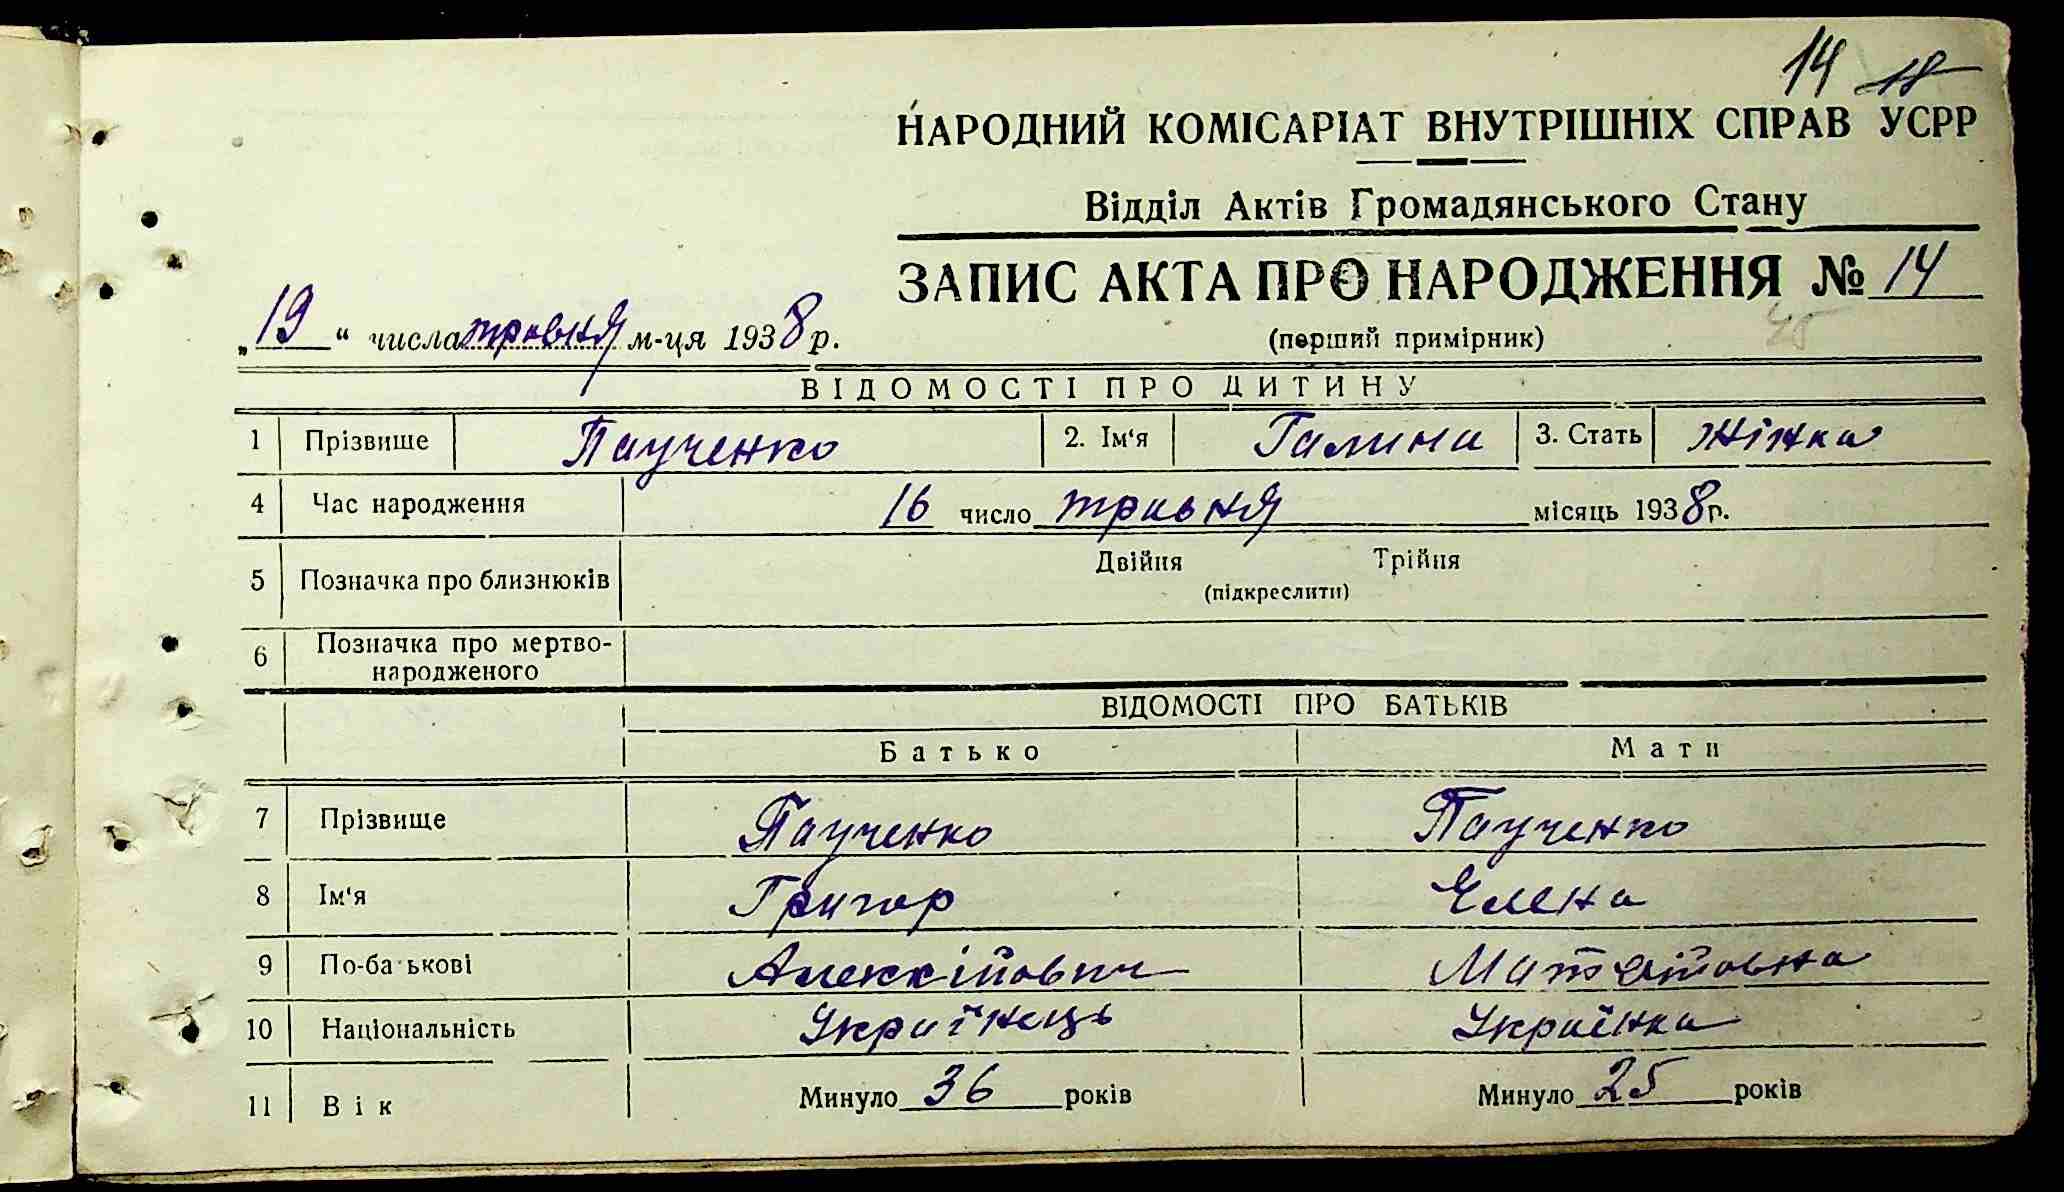 14 18
НАРОДНИЙ КОМІСАРІАТ ВНУТРІШНІХ СПРАВ УСРР
Відділ Актів Громадянського Стану
ЗАПИС АКТА ПРО НАРОДЖЕННЯ № 14
„19“ числа травня м-ця 1938 р.
(перший примірник)
ВІДОМОСТІ ПРО ДИТИНУ
1 Прізвище Паученко 2. Ім‘я Галина 3. Стать жінка
4 Час народження 16 число травня місяць 1938 р.
5 Позначка про близнюків Двійня Трійня
(підкреслити)
6 Позначка про мертво-
народженого
ВІДОМОСТІ ПРО БАТЬКІВ
Батько Мати
7 Прізвище Паученко Паученко
8 Ім‘я Григор Елена
9 По-батькові Алексійович Матвійовна
10 Національність Українець Українка
11 Вік Минуло 36 років Минуло 25 років